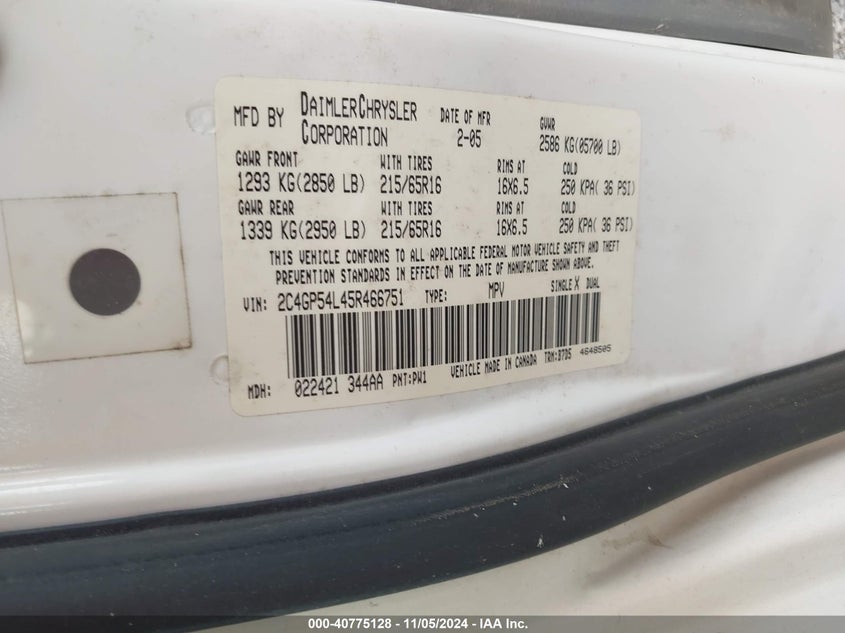 MFD BY DAIMLERCHRYSLER CORPORATION DATE OF MFR 2-05 GVWR 2586 KG(05700 LB)
GAWR FRONT WITH TIRES RIMS AT COLD
1293 KG(2850 LB) 215/65R16 16X6.5 250 KPA( 36 PSI)
GAWR REAR WITH TIRES RIMS AT COLD
1339 KG(2950 LB) 215/65R16 16X6.5 250 KPA( 36 PSI)
THIS VEHICLE CONFORMS TO ALL APPLICABLE FEDERAL MOTOR VEHICLE SAFETY AND THEFT
PREVENTION STANDARDS IN EFFECT ON THE DATE OF MANUFACTURE SHOWN ABOVE.
VIN: 2C4GP54L45R466751 TYPE: MPV SINGLE X DUAL
MDH: 022421 344AA PNT:PW1 VEHICLE MADE IN CANADA TRM:B7D5 4648505
000-40775128 - 11/05/2024 - IAA Inc.